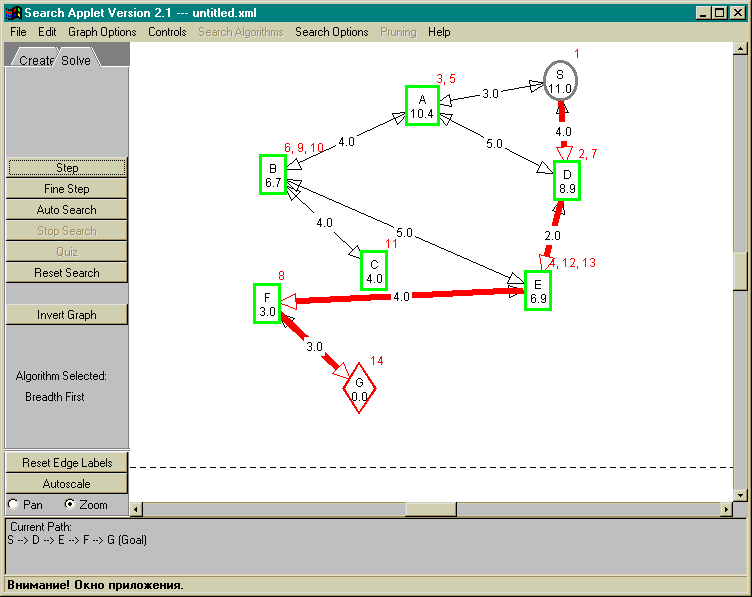 Search Applet Version 2.1 --- untitled.xml
File Edit Graph Options Controls Search Algorithms Search Options Pruning Help
Create Solve
Step
Fine Step
Auto Search
Stop Search
Quiz
Reset Search
Invert Graph
Algorithm Selected:
Breadth First
Reset Edge Labels
Autoscale
Pan Zoom
1
S
11.0
3, 5
A
10.4
3.0
4.0
6, 9, 10
B
6.7
4.0
5.0
2, 7
D
8.9
4.0
5.0
2.0
11
C
4.0
4, 12, 13
E
6.9
8
F
3.0
4.0
3.0
14
G
0.0
Current Path:
S --> D --> E --> F --> G (Goal)
Внимание! Окно приложения.